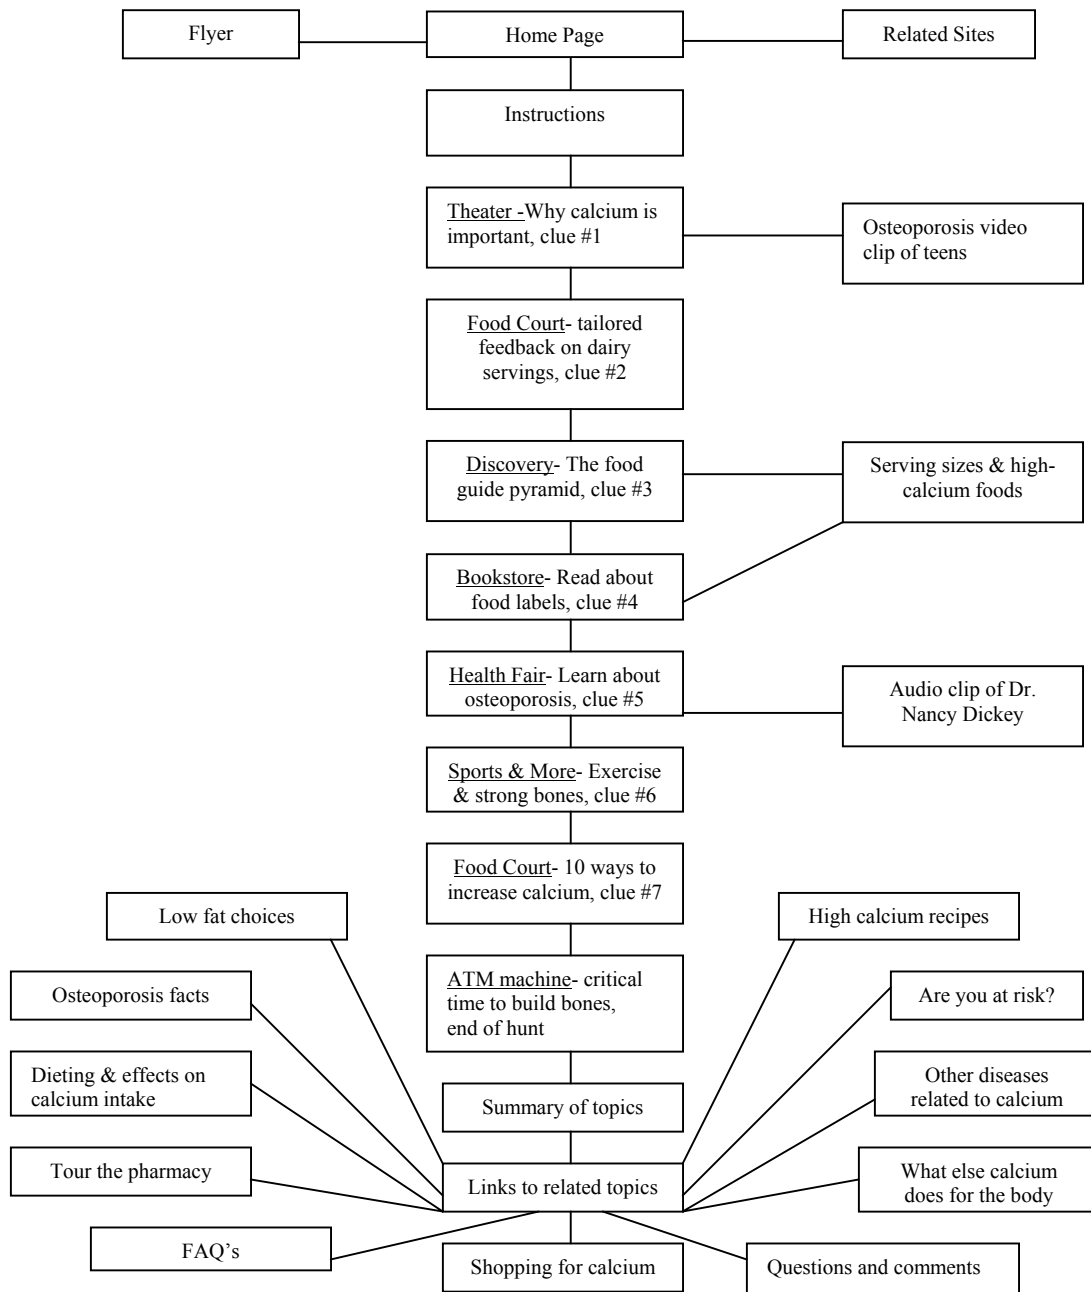 Flyer
Home Page
Related Sites
Instructions
Theater -Why calcium is
important, clue #1
Osteoporosis video
clip of teens
Food Court- tailored
feedback on dairy
servings, clue #2
Discovery- The food
guide pyramid, clue #3
Serving sizes & high-
calcium foods
Bookstore- Read about
food labels, clue #4
Health Fair- Learn about
osteoporosis, clue #5
Audio clip of Dr.
Nancy Dickey
Sports & More- Exercise
& strong bones, clue #6
Food Court- 10 ways to
increase calcium, clue #7
Low fat choices
High calcium recipes
ATM machine- critical
time to build bones,
end of hunt
Osteoporosis facts
Are you at risk?
Dieting & effects on
calcium intake
Summary of topics
Other diseases
related to calcium
Tour the pharmacy
Links to related topics
What else calcium
does for the body
FAQ's
Shopping for calcium
Questions and comments